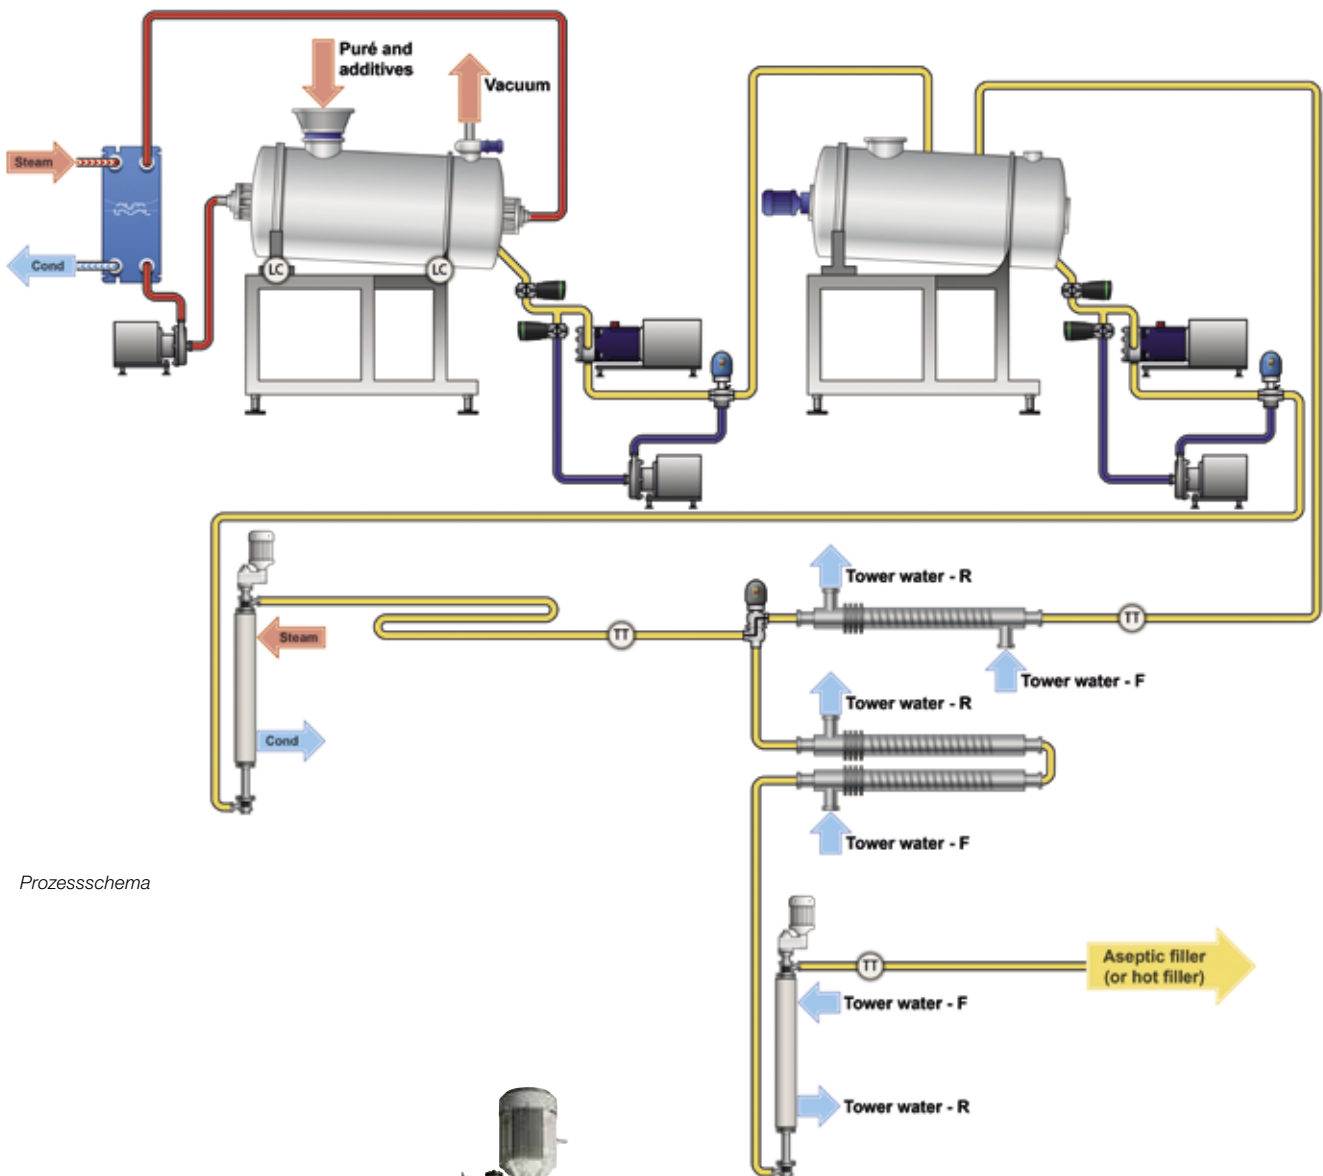 Puré and
additives
Vacuum
Steam
Cond
LC
LC
Tower water - R
Steam
TT
TT
Tower water - F
Tower water - R
Cond
Tower water - F
Prozessschema
Aseptic filler
(or hot filler)
TT
Tower water - F
Tower water - R